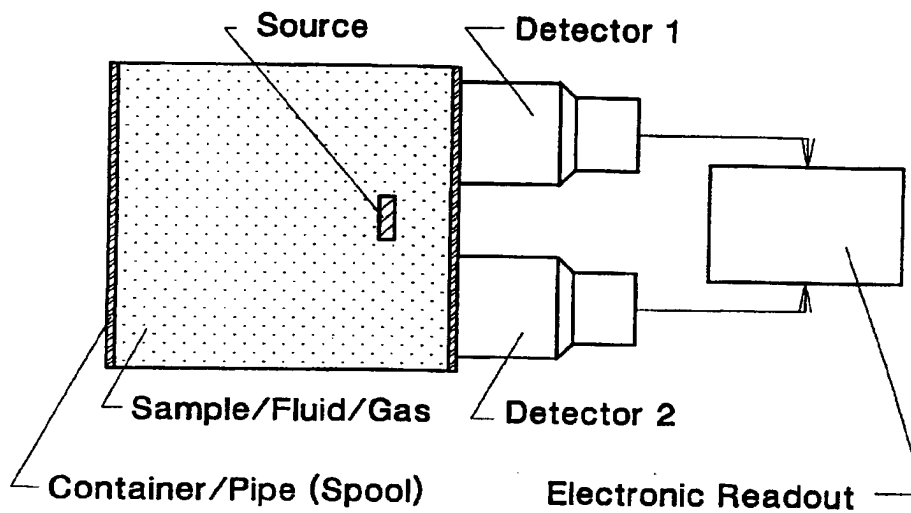 Source
Detector 1
Sample/Fluid/Gas
Detector 2
Container/Pipe (Spool)
Electronic Readout